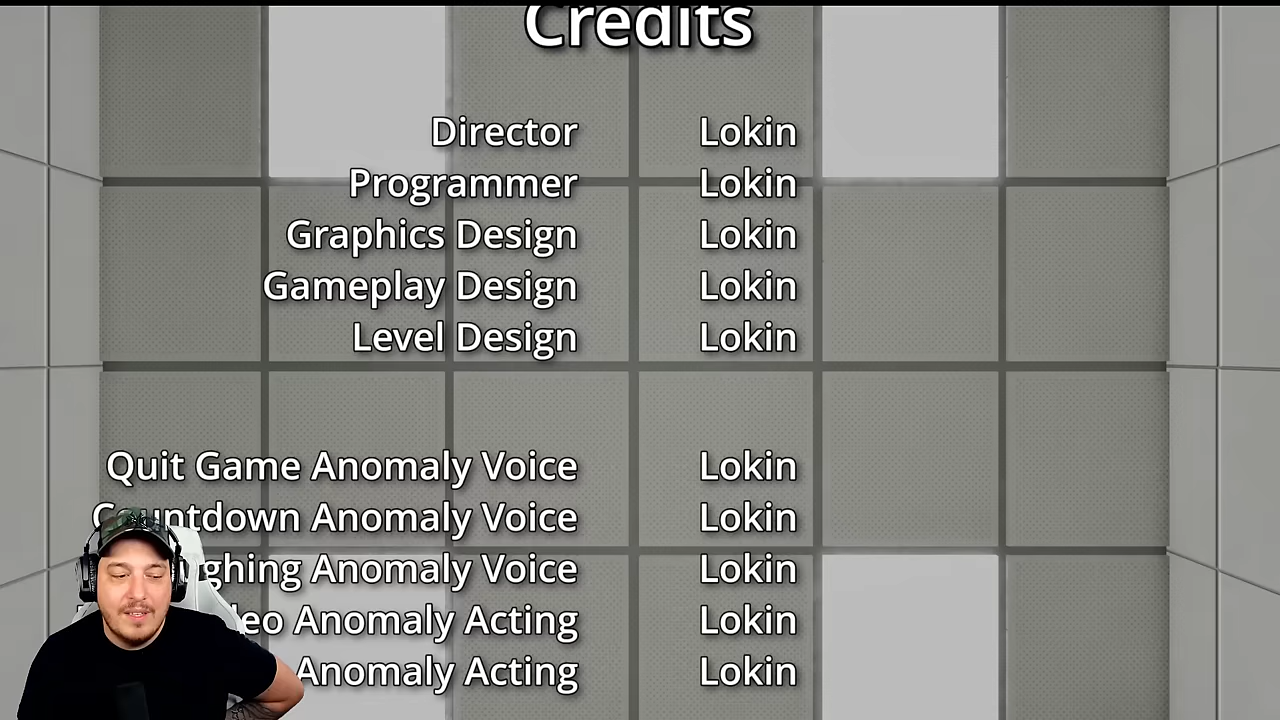 Credits
Director Lokin
Programmer Lokin
Graphics Design Lokin
Gameplay Design Lokin
Level Design Lokin
Quit Game Anomaly Voice Lokin
Countdown Anomaly Voice Lokin
Anomaly Voice Lokin
Anomaly Acting Lokin
Anomaly Acting Lokin